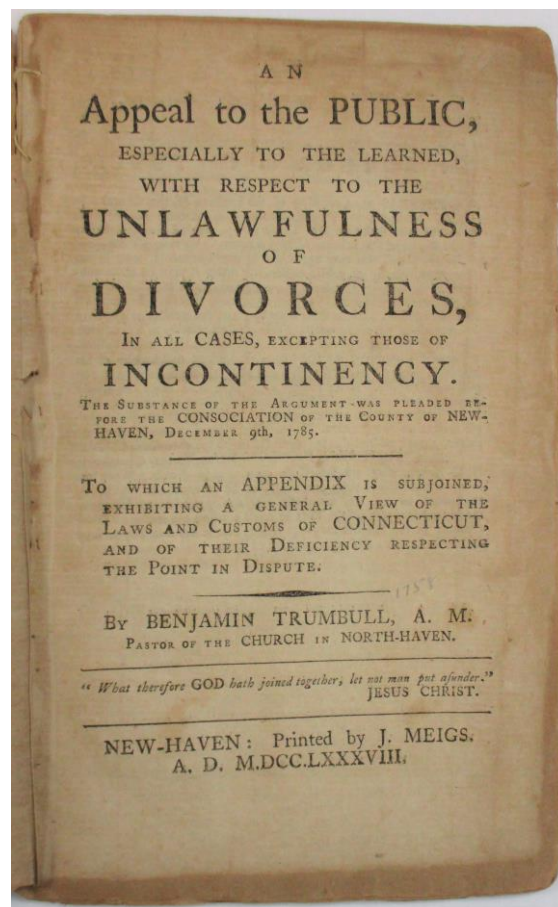 AN
Appeal to the PUBLIC,
ESPECIALLY TO THE LEARNED,
WITH RESPECT TO THE
UNLAWFULNESS
OF
DIVORCES,
IN ALL CASES, EXCEPTING THOSE OF
INCONTINENCY.
THE SUBSTANCE OF THE ARGUMENT WAS PLEADED BE-
FORE THE CONSOCIATION OF THE COUNTY OF NEW-
HAVEN, DECEMBER 9th, 1785.
TO WHICH AN APPENDIX IS SUBJOINED,
EXHIBITING A GENERAL VIEW OF THE
LAWS AND CUSTOMS OF CONNECTICUT,
AND OF THEIR DEFICIENCY RESPECTING
THE POINT IN DISPUTE.
1758
BY BENJAMIN TRUMBULL, A. M.
PASTOR OF THE CHURCH IN NORTH-HAVEN.
"What therefore GOD hath joined together, let not man put aſunder."
JESUS CHRIST.
NEW-HAVEN: Printed by J. MEIGS.
A. D. M.DCC.LXXXVIII.